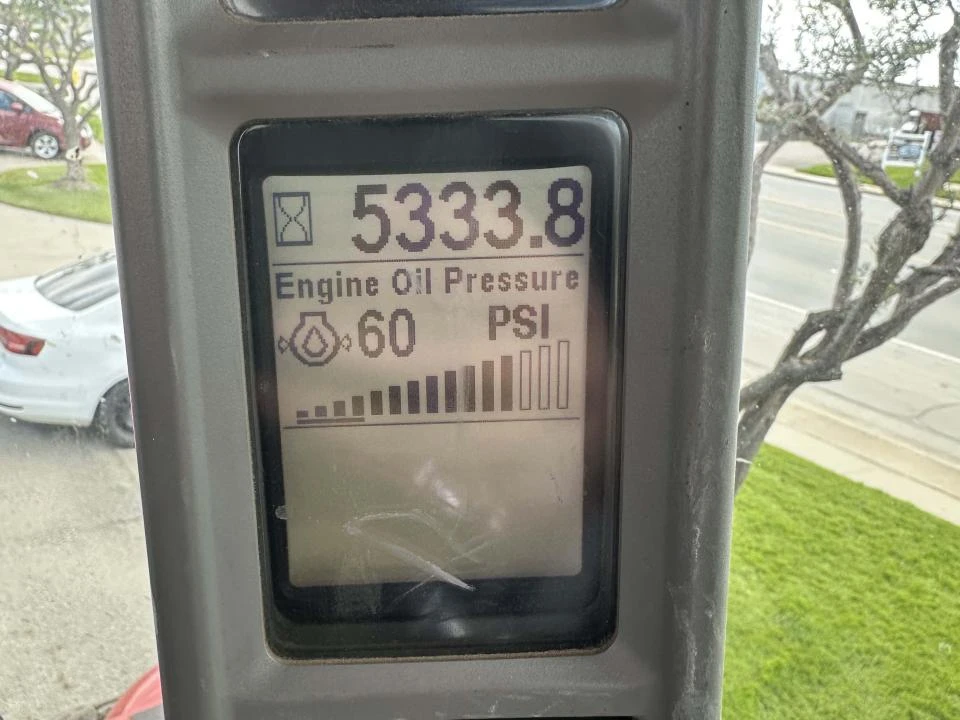 5333.8
Engine Oil Pressure
60 PSI